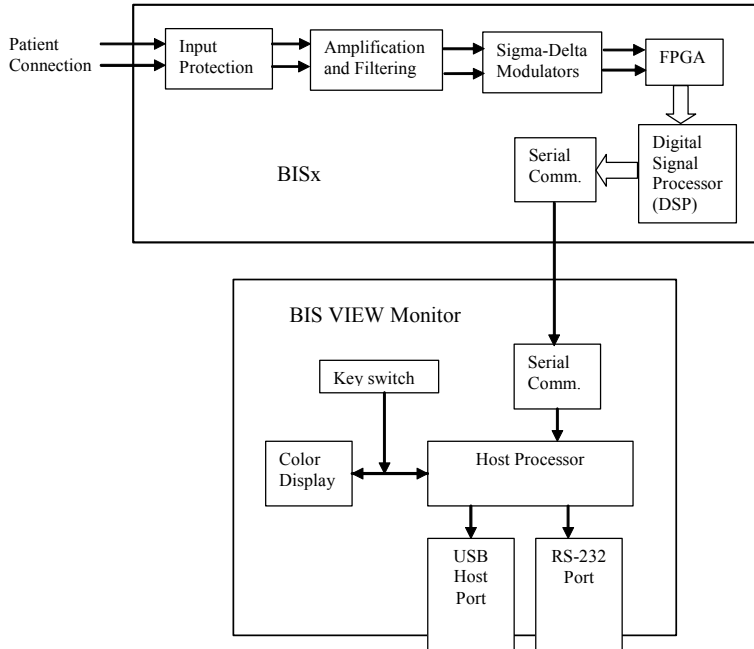 Patient
Connection
Input
Protection
Amplification
and Filtering
Sigma-Delta
Modulators
FPGA
Digital
Signal
Processor
(DSP)
Serial
Comm.
BISx
BIS VIEW Monitor
Serial
Comm.
Key switch
Color
Display
Host Processor
USB
Host
Port
RS-232
Port